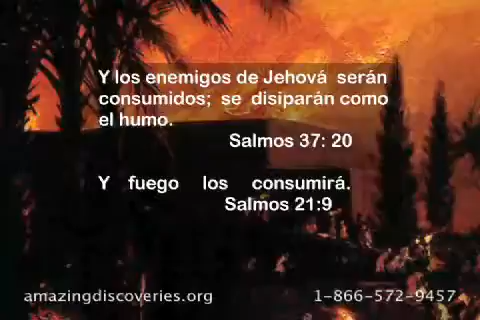 Y los enemigos de Jehová serán
consumidos; se disiparán como
el humo.
Salmos 37: 20
Y fuego los consumirá.
Salmos 21:9
amazingdiscoveries.org 1-866-572-9457